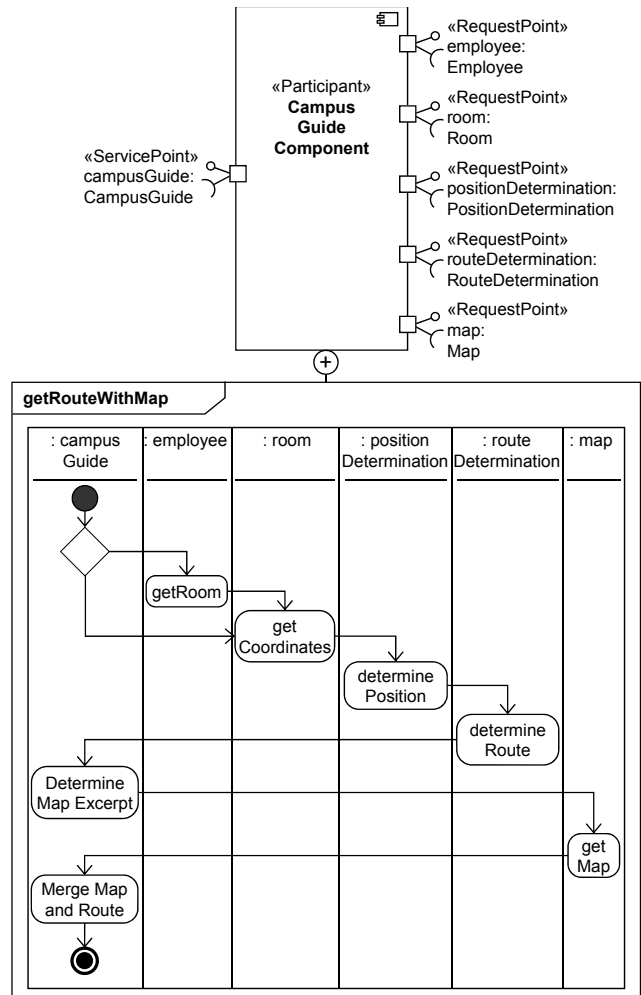 «RequestPoint»
employee:
Employee
«Participant»
Campus
Guide
Component
«RequestPoint»
room:
Room
«ServicePoint»
campusGuide:
CampusGuide
«RequestPoint»
positionDetermination:
PositionDetermination
«RequestPoint»
routeDetermination:
RouteDetermination
«RequestPoint»
map:
Map
+
getRouteWithMap
: campus
Guide
: employee
: room
: position
Determination
: route
Determination
: map
getRoom
get
Coordinates
determine
Position
determine
Route
Determine
Map Excerpt
get
Map
Merge Map
and Route